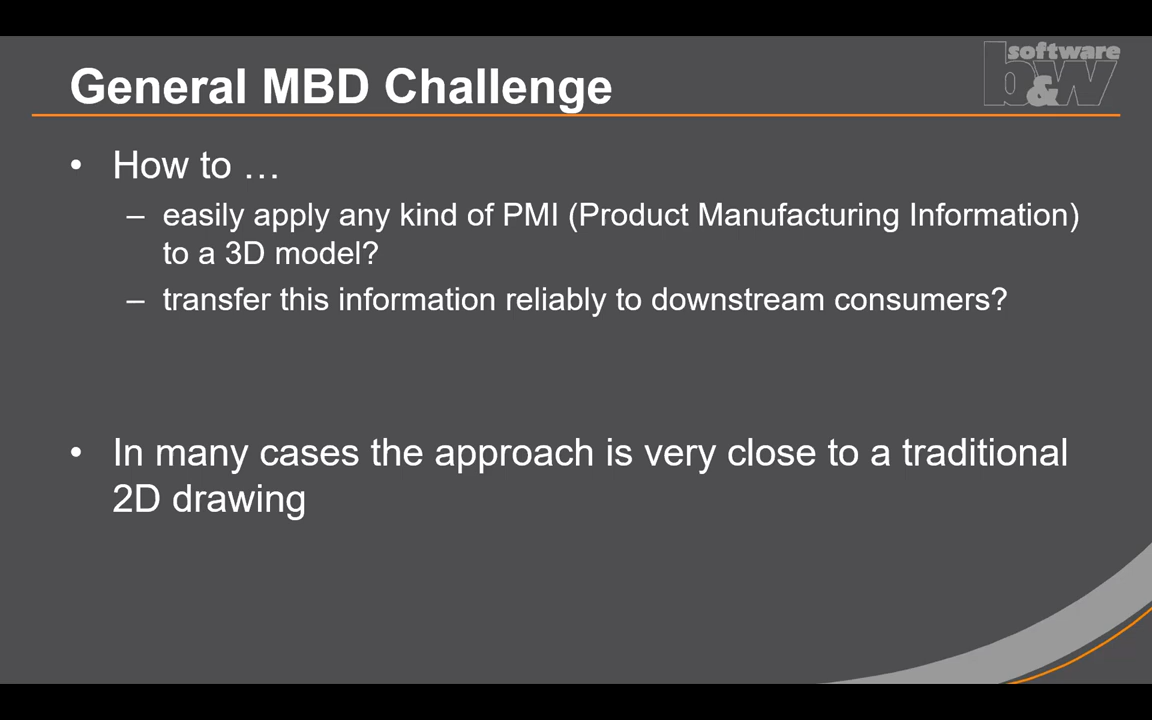 General MBD Challenge
software
b&w
• How to …
– easily apply any kind of PMI (Product Manufacturing Information)
to a 3D model?
– transfer this information reliably to downstream consumers?
• In many cases the approach is very close to a traditional
2D drawing